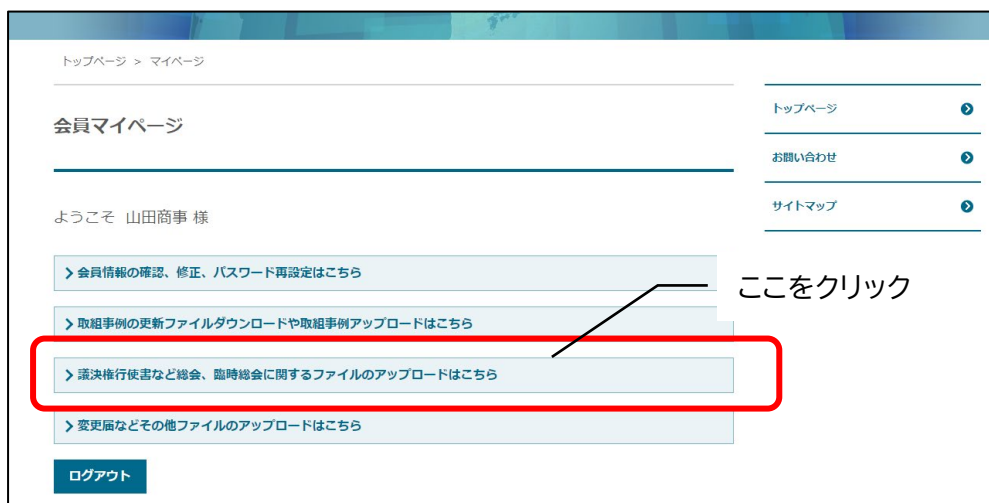 トップページ > マイページ
会員マイページ
ようこそ 山田商事 様
会員情報の確認、修正、パスワード再設定はこちら
取組事例の更新ファイルダウンロードや取組事例アップロードはこちら
議決権行使書など総会、臨時総会に関するファイルのアップロードはこちら
変更届などその他ファイルのアップロードはこちら
ログアウト
トップページ
お問い合わせ
サイトマップ
ここをクリック